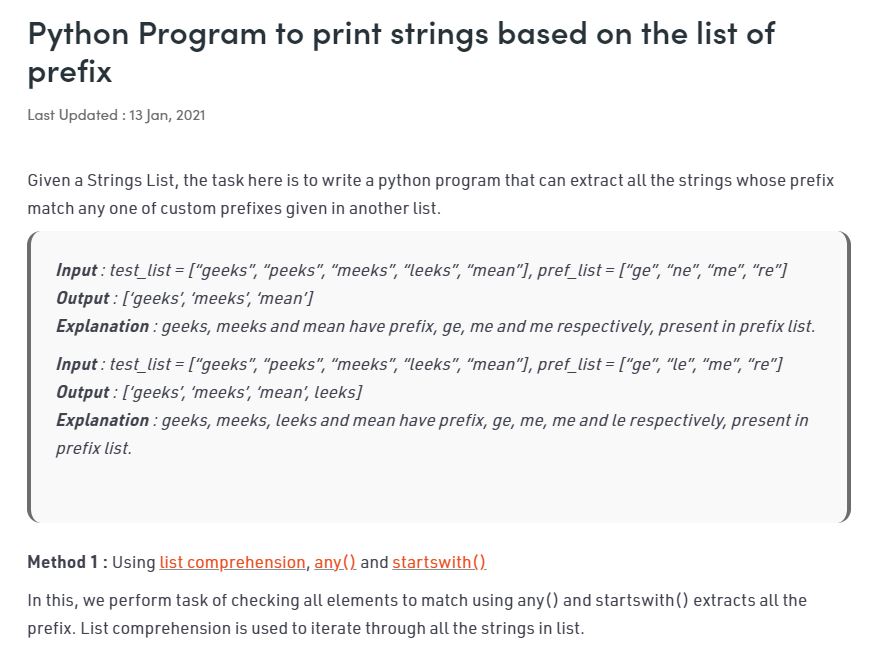 Python Program to print strings based on the list of
prefix
Last Updated : 13 Jan, 2021
Given a Strings List, the task here is to write a python program that can extract all the strings whose prefix
match any one of custom prefixes given in another list.
Input : test_list = [“geeks”, “peeks”, “meeks”, “leeks”, “mean”], pref_list = [“ge”, “ne”, “me”, “re”]
Output : [‘geeks’, ‘meeks’, ‘mean’]
Explanation : geeks, meeks and mean have prefix, ge, me and me respectively, present in prefix list.
Input : test_list = [“geeks”, “peeks”, “meeks”, “leeks”, “mean”], pref_list = [“ge”, “le”, “me”, “re”]
Output : [‘geeks’, ‘meeks’, ‘mean’, leeks]
Explanation : geeks, meeks, leeks and mean have prefix, ge, me, me and le respectively, present in
prefix list.
Method 1 : Using list comprehension, any() and startswith()
In this, we perform task of checking all elements to match using any() and startswith() extracts all the
prefix. List comprehension is used to iterate through all the strings in list.